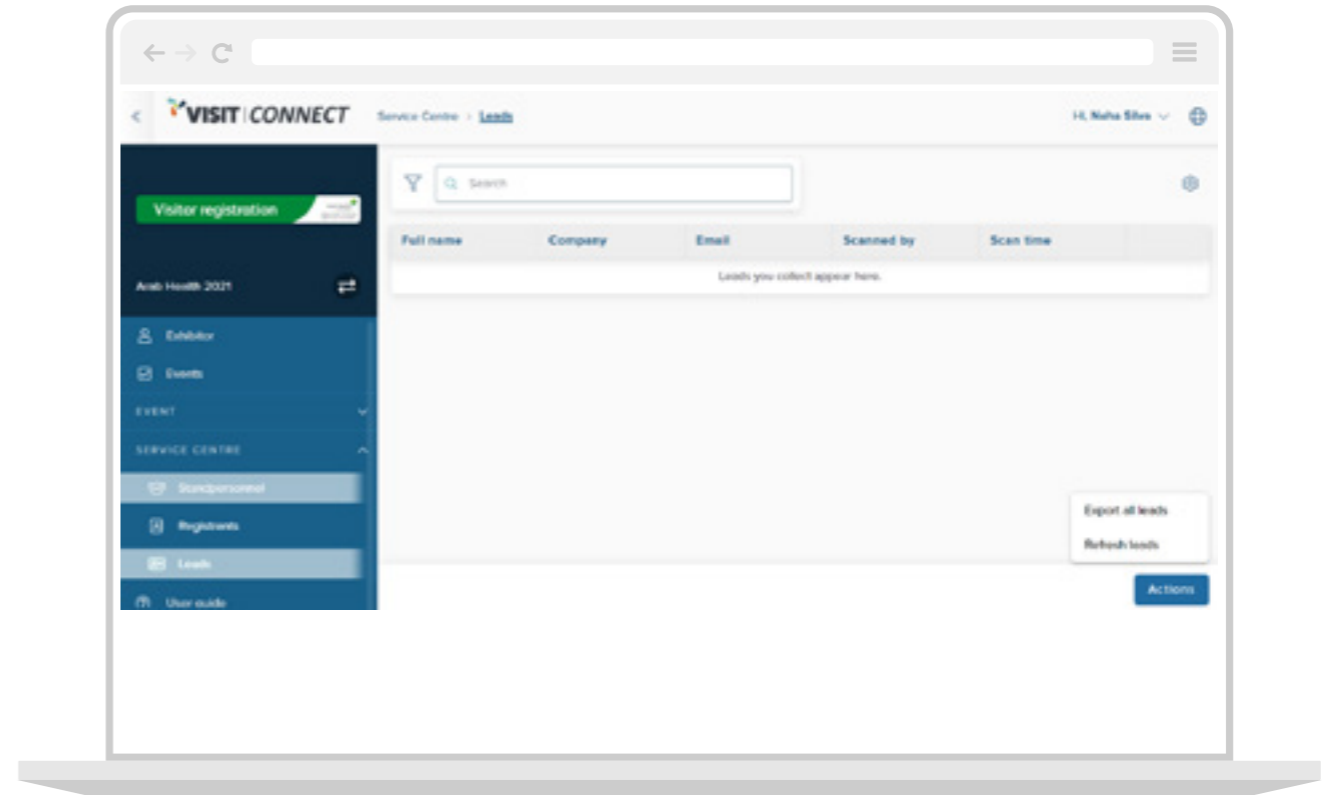 VISIT CONNECT
Service Centre > Leads
Hi, Neha Silva
Visitor registration
Arab Health 2021
Exhibitor
Events
EVENT
SERVICE CENTRE
Standpersonnel
Registrants
Leads
User guide
Search
Full name Company Email Scanned by Scan time
Leads you collect appear here.
Export all leads
Refresh leads
Actions